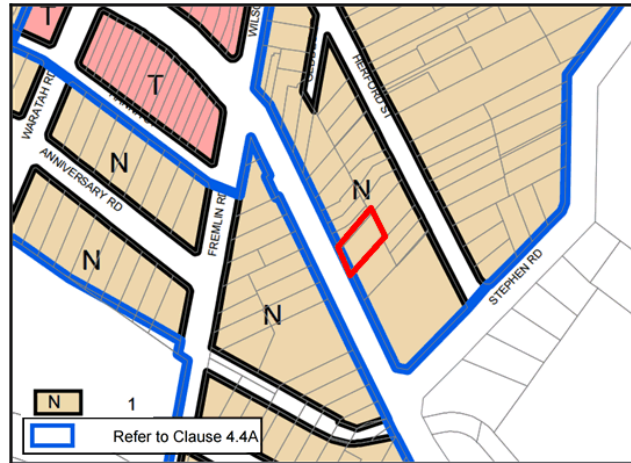 T
T
N
N
N
N
WARATAH RD
ANNIVERSARY RD
FREMLIN RD
HERFORD ST
STEPHEN RD
N 1
Refer to Clause 4.4A